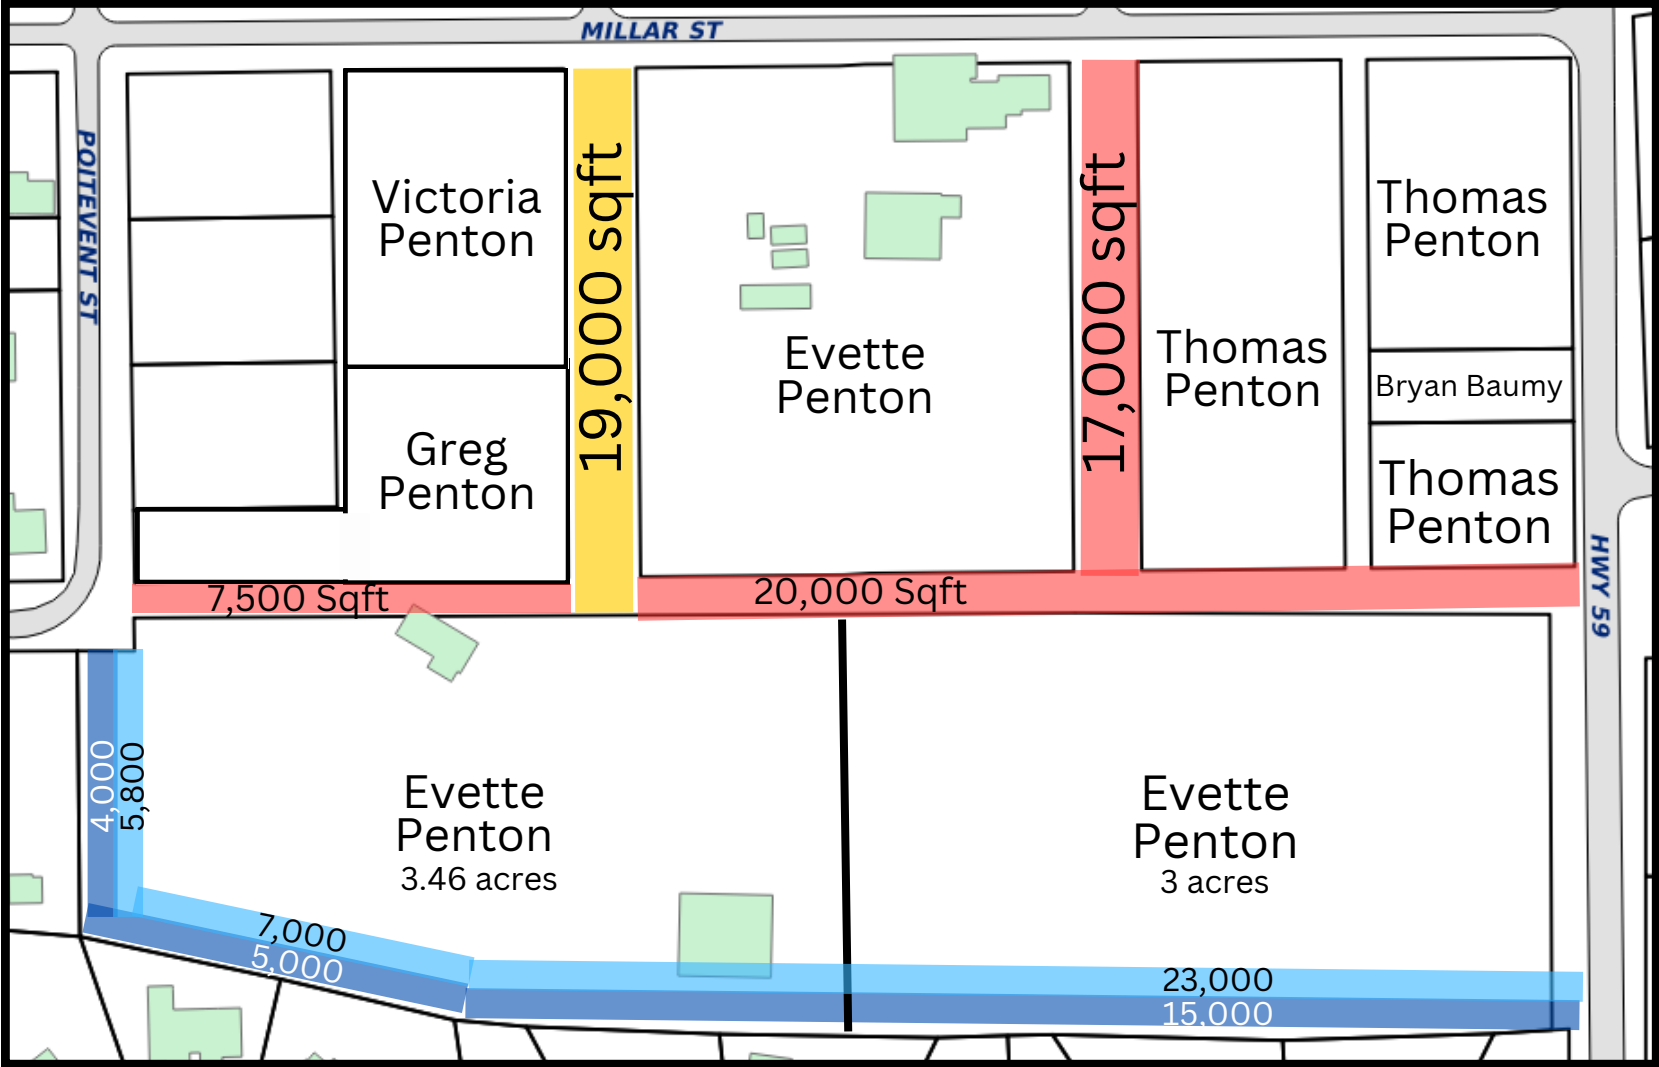 MILLAR ST
POITEVENT ST
Victoria
Penton
19,000 sqft
Evette
Penton
17,000 sqft
Thomas
Penton
Thomas
Penton
Bryan Baumy
Thomas
Penton
Greg
Penton
7,500 Sqft
20,000 Sqft
HWY 59
4,0000
5,800
Evette
Penton
3.46 acres
Evette
Penton
3 acres
7,000
5,000
23,000
15,000